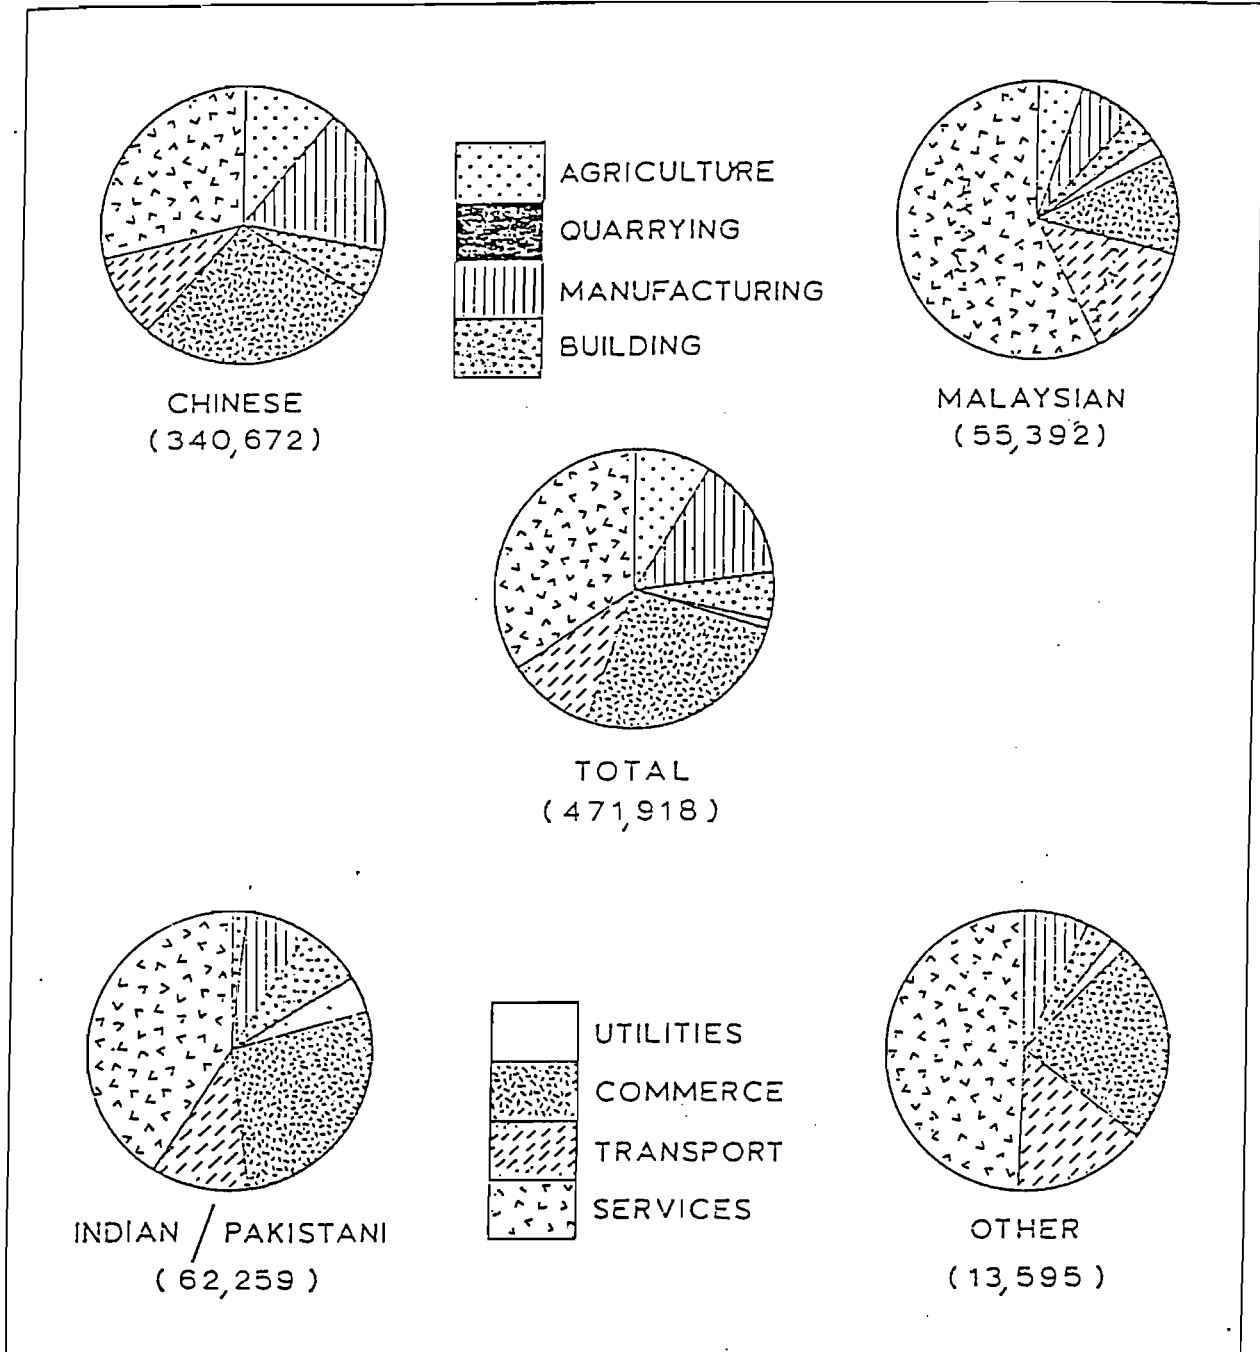 AGRICULTURE
QUARRYING
MANUFACTURING
BUILDING
CHINESE
(340,672)
MALAYSIAN
(55,392)
TOTAL
(471,918)
UTILITIES
COMMERCE
TRANSPORT
SERVICES
INDIAN / PAKISTANI
(62,259)
OTHER
(13,595)